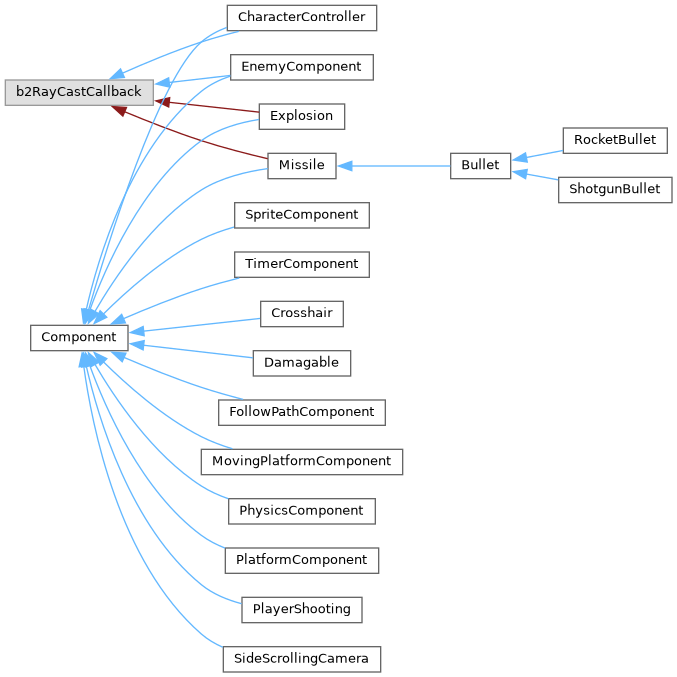 CharacterController
EnemyComponent
b2RayCastCallback
Explosion
RocketBullet
Missile
Bullet
ShotgunBullet
SpriteComponent
TimerComponent
Crosshair
Component
Damagable
FollowPathComponent
MovingPlatformComponent
PhysicsComponent
PlatformComponent
PlayerShooting
SideScrollingCamera